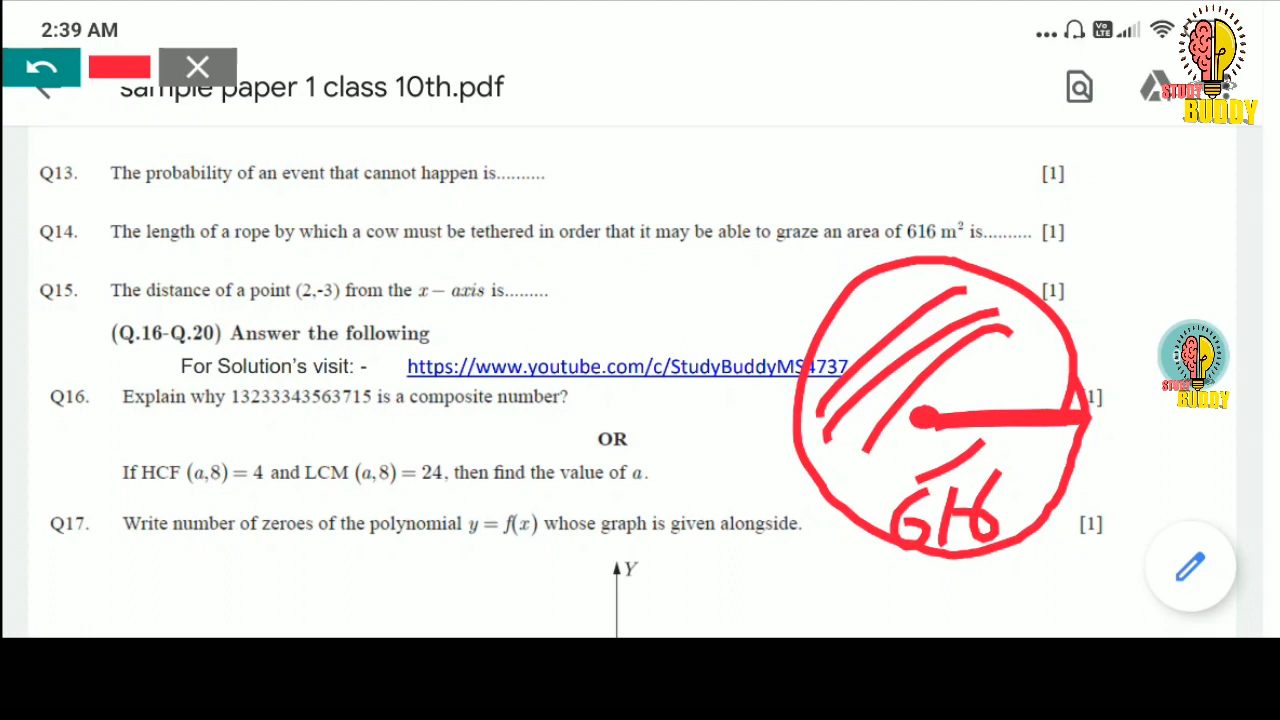 2:39 AM
Vo LTE
sample paper 1 class 10th.pdf
STUDY
BUDDY
Q13. The probability of an event that cannot happen is.......... [1]
Q14. The length of a rope by which a cow must be tethered in order that it may be able to graze an area of 616 m² is.......... [1]
Q15. The distance of a point (2,-3) from the x – axis is......... [1]
(Q.16-Q.20) Answer the following
For Solution's visit: - https://www.youtube.com/c/StudyBuddyMS4737
STUDY
BUDDY
Q16. Explain why 13233343563715 is a composite number? 1]
OR
If HCF (a,8) = 4 and LCM (a,8) = 24, then find the value of a.
616
Q17. Write number of zeroes of the polynomial y = f(x) whose graph is given alongside. [1]
Y